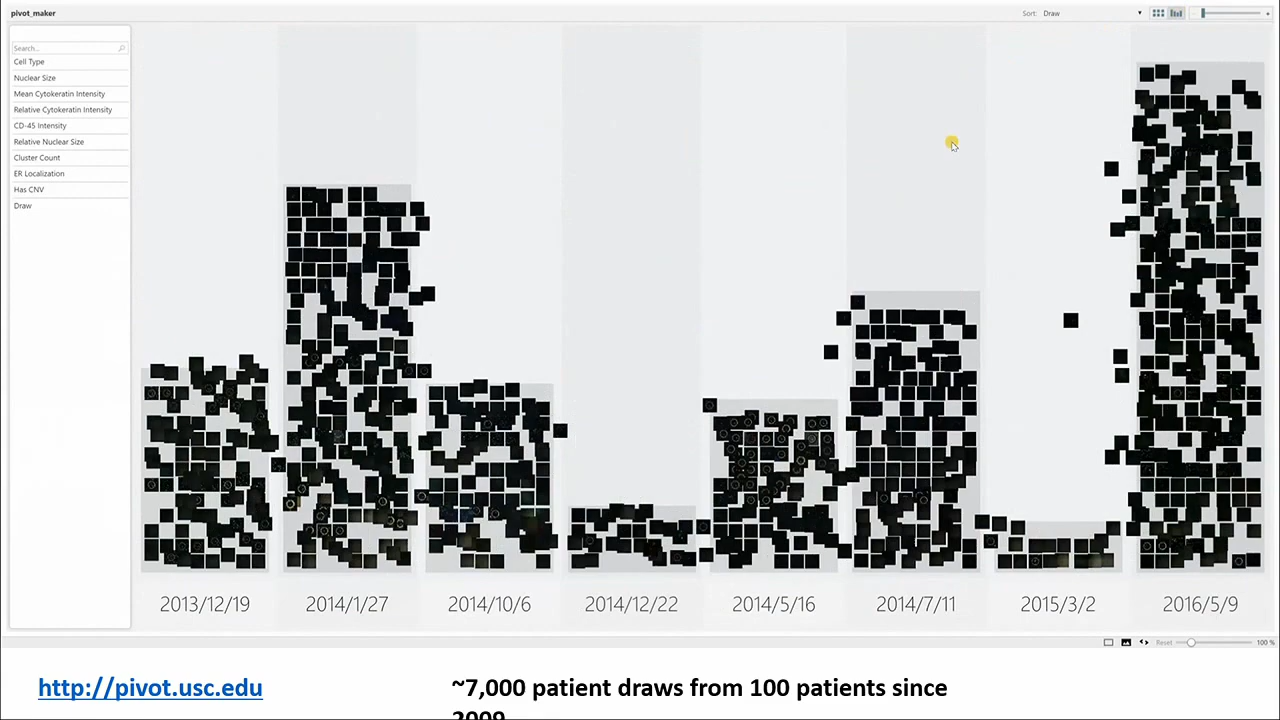 pivot_maker
Sort: Draw
Search...
Cell Type
Nuclear Size
Mean Cytokeratin Intensity
Relative Cytokeratin Intensity
CD-45 Intensity
Relative Nuclear Size
Cluster Count
ER Localization
Has CNV
Draw
2013/12/19 2014/1/27 2014/10/6 2014/12/22 2014/5/16 2014/7/11 2015/3/2 2016/5/9
Reset 100 %
http://pivot.usc.edu
~7,000 patient draws from 100 patients since
2009